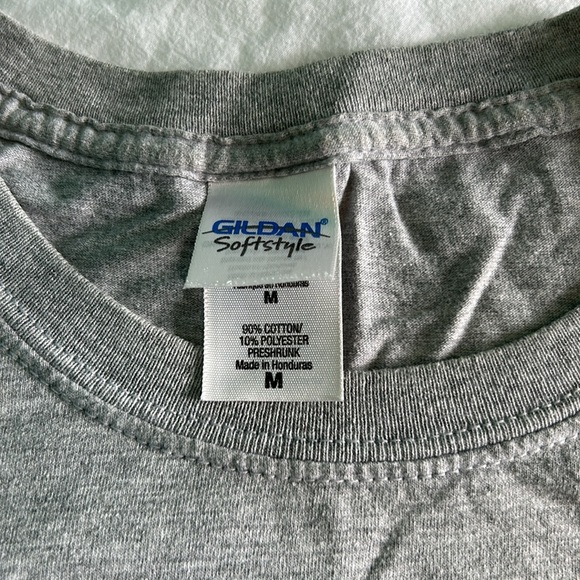 GILDAN®
Softstyle
M
90% COTTON/
10% POLYESTER
PRESHRUNK
Made in Honduras
M